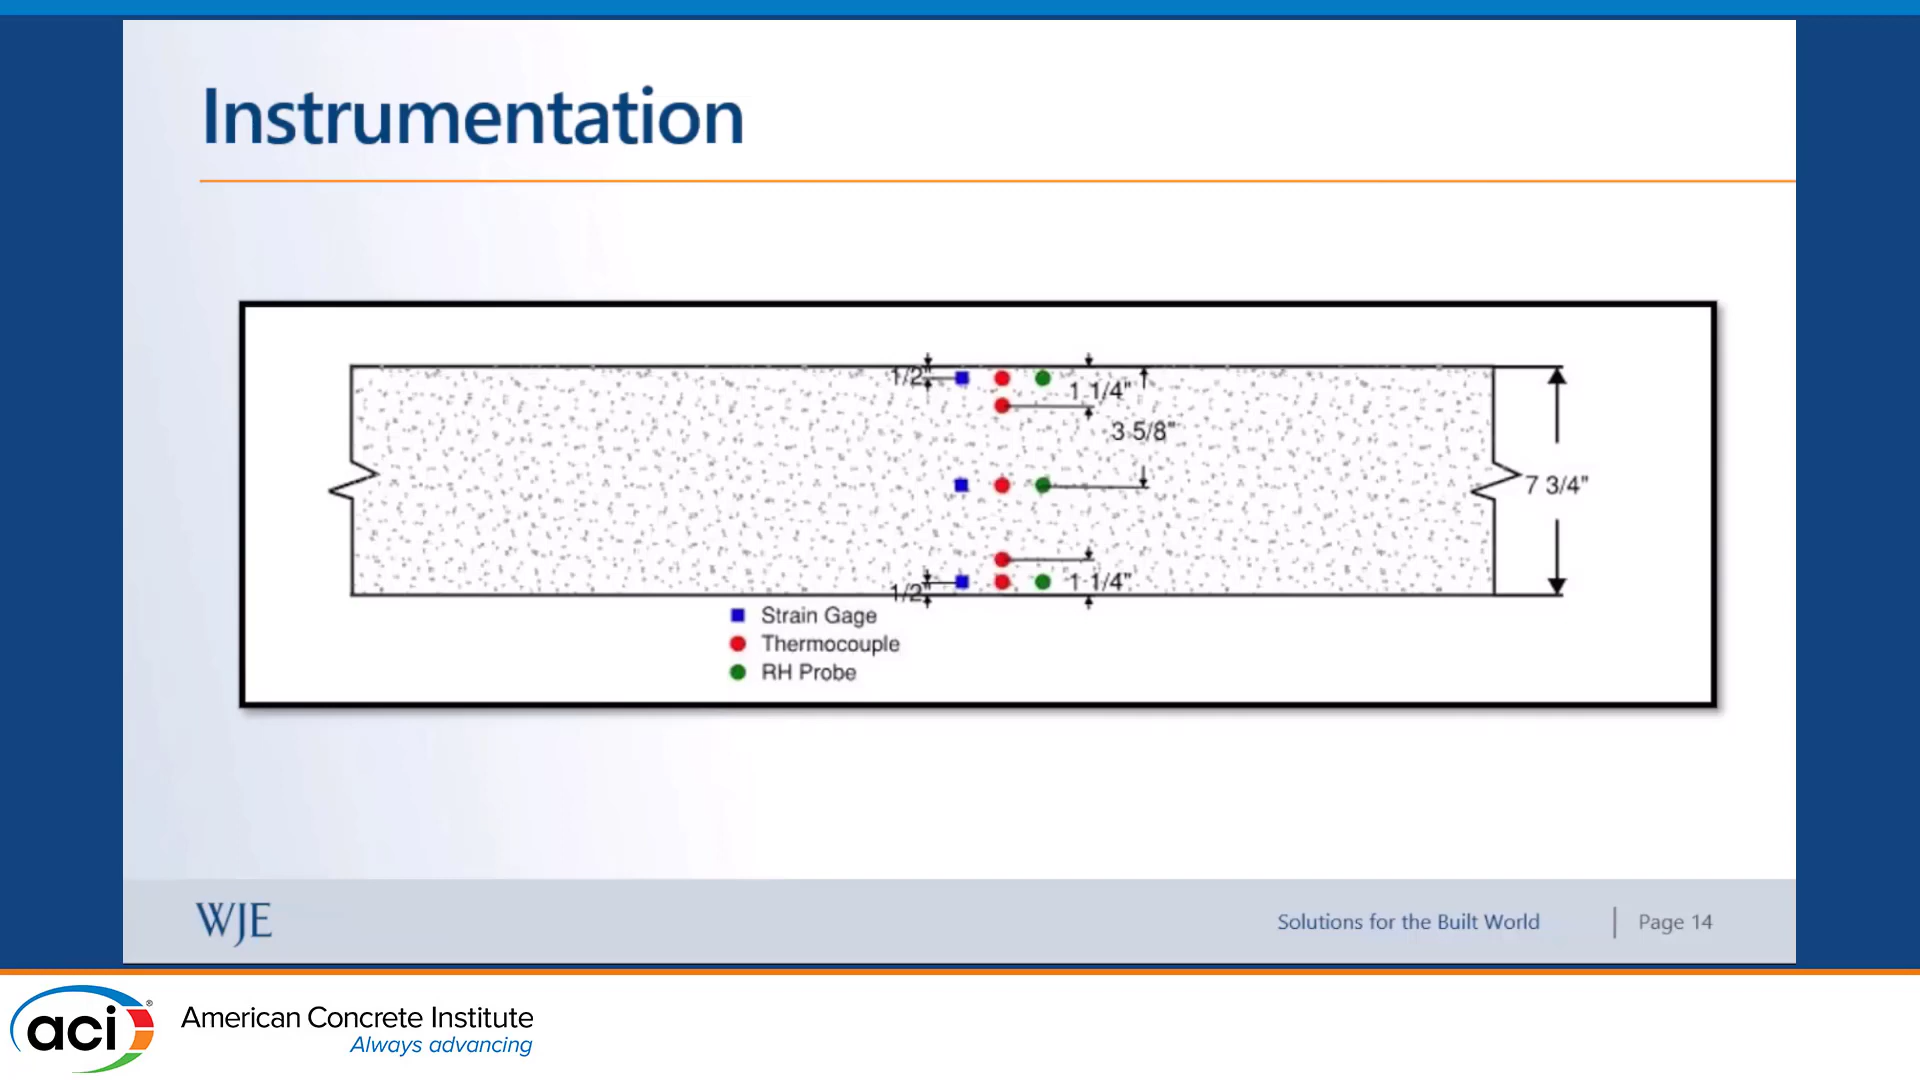 Instrumentation
1/2"
1 1/4"
3 5/8"
7 3/4"
1/2"
1 1/4"
Strain Gage
Thermocouple
RH Probe
WJE
Solutions for the Built World
Page 14
aci®
American Concrete Institute
Always advancing